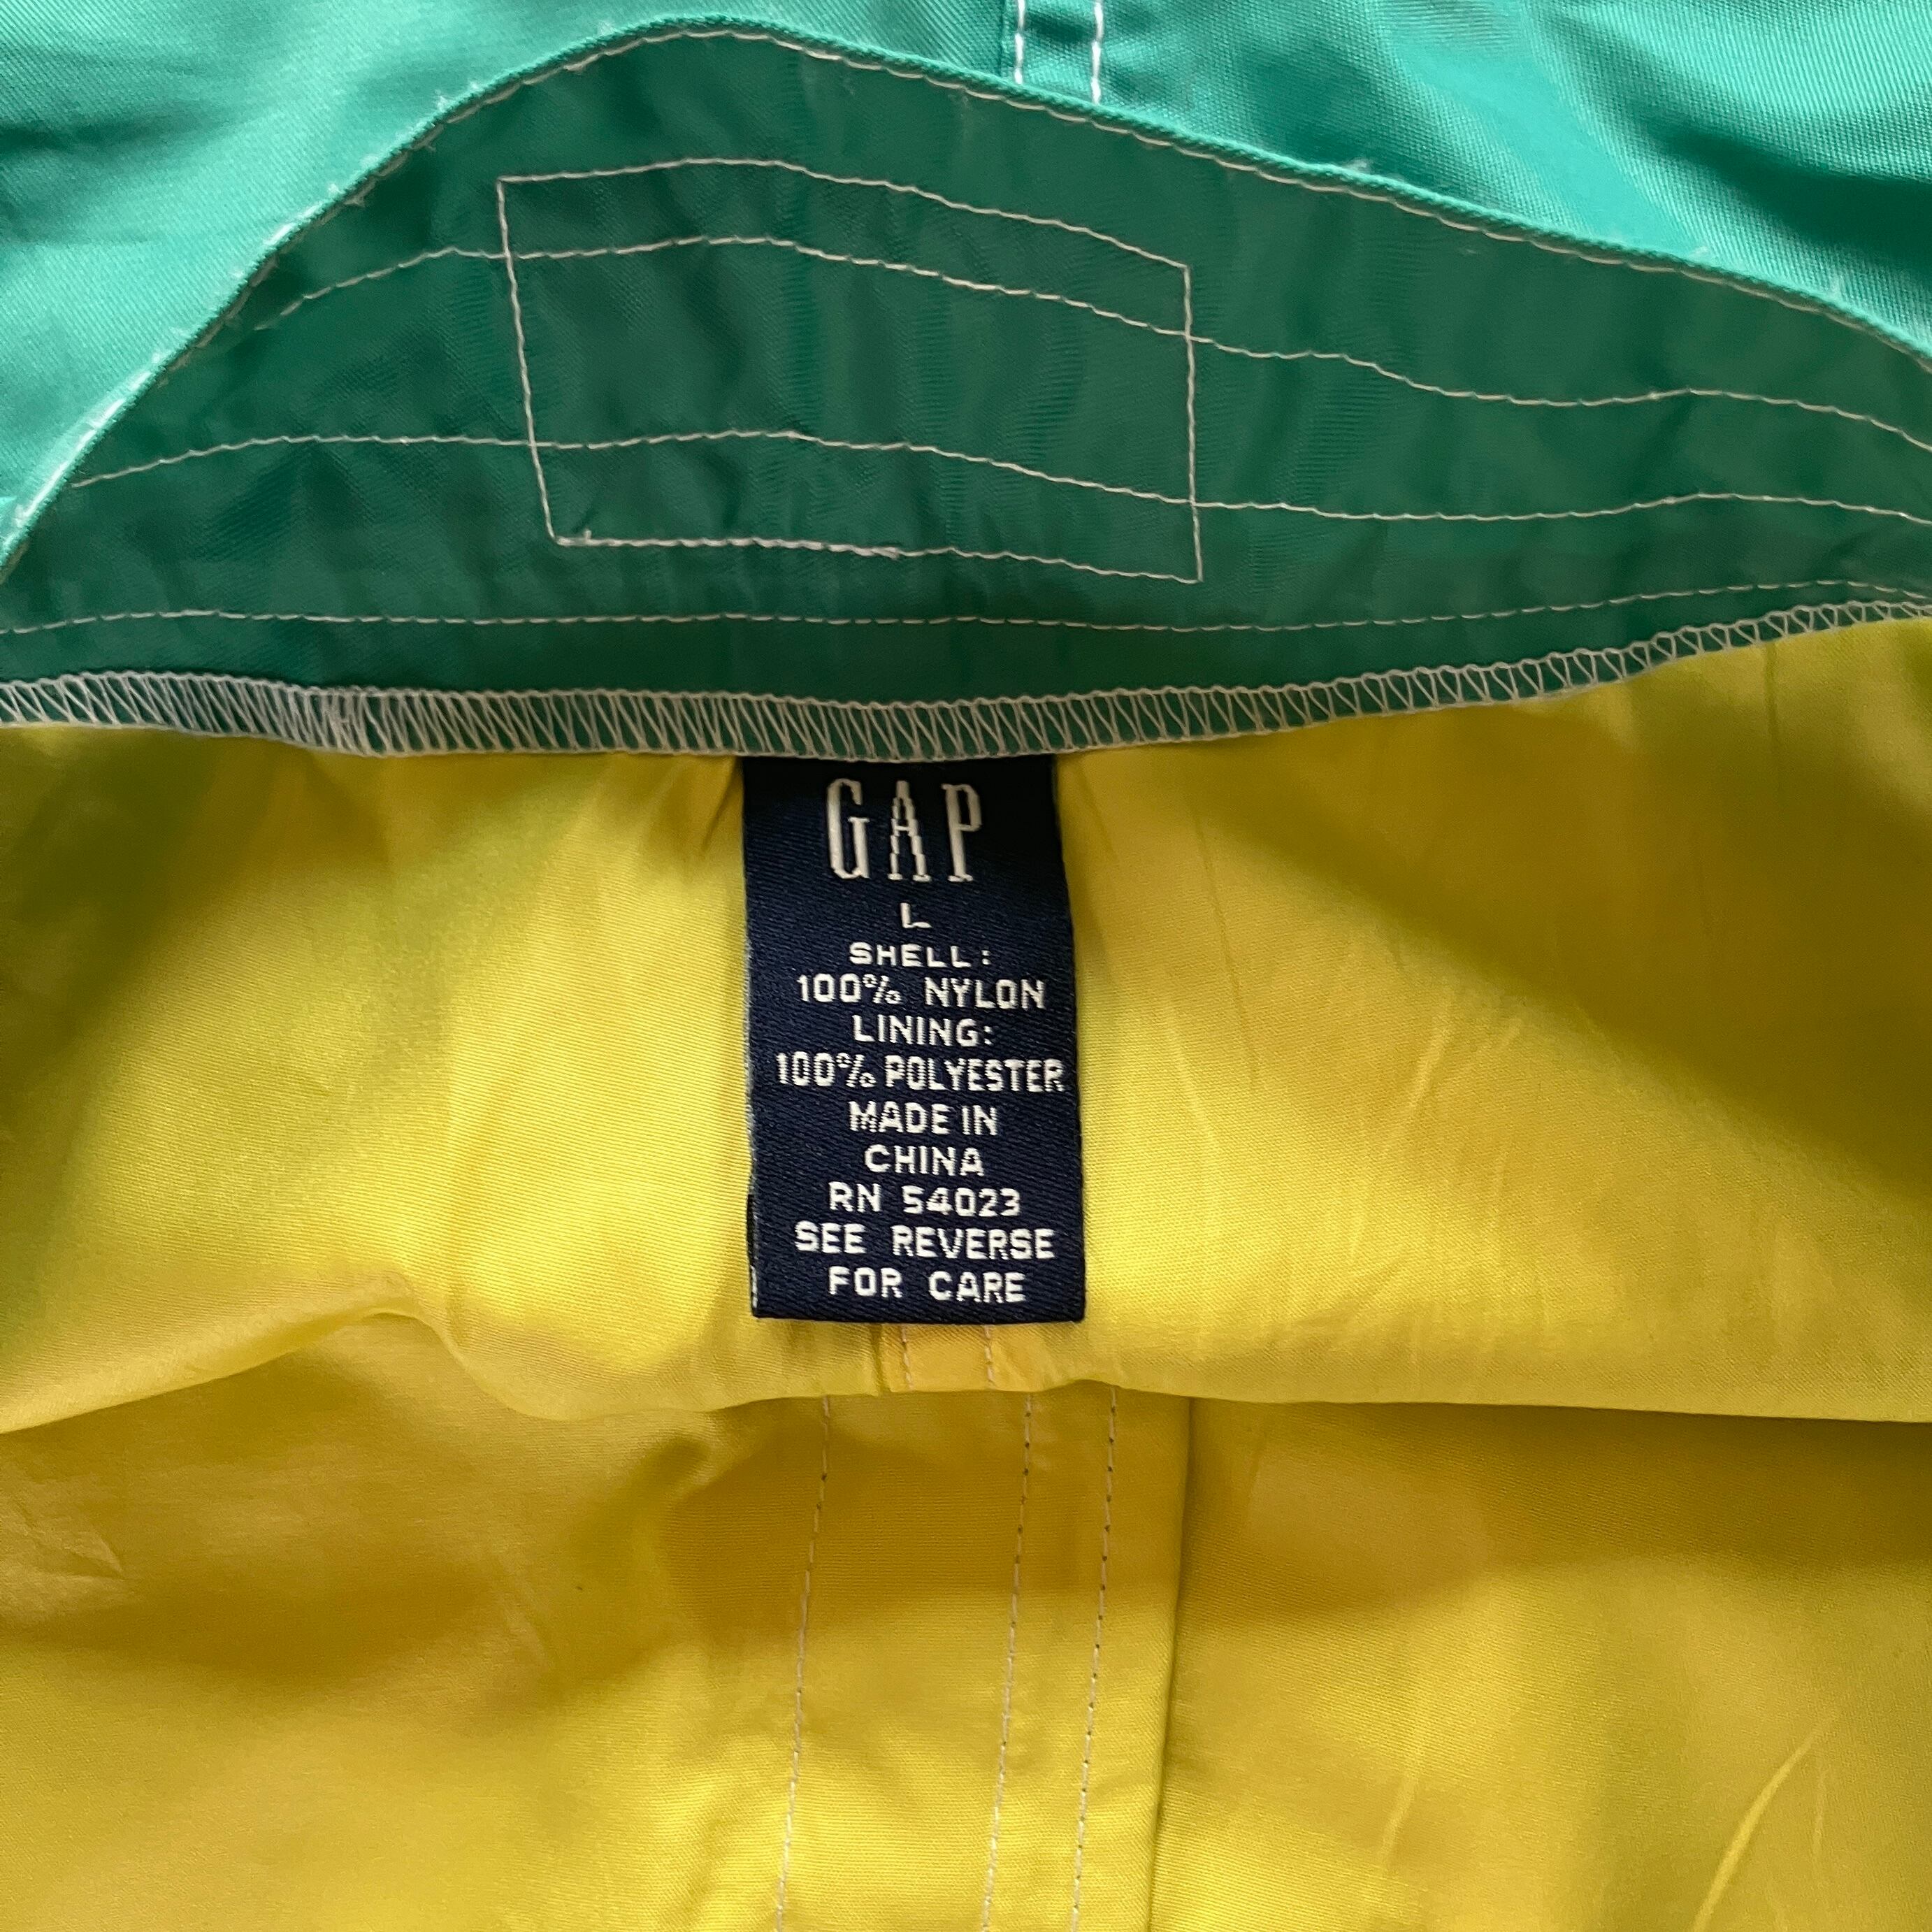 GAP
L
SHELL:
100% NYLON
LINING:
100% POLYESTER
MADE IN
CHINA
RN 54023
SEE REVERSE
FOR CARE